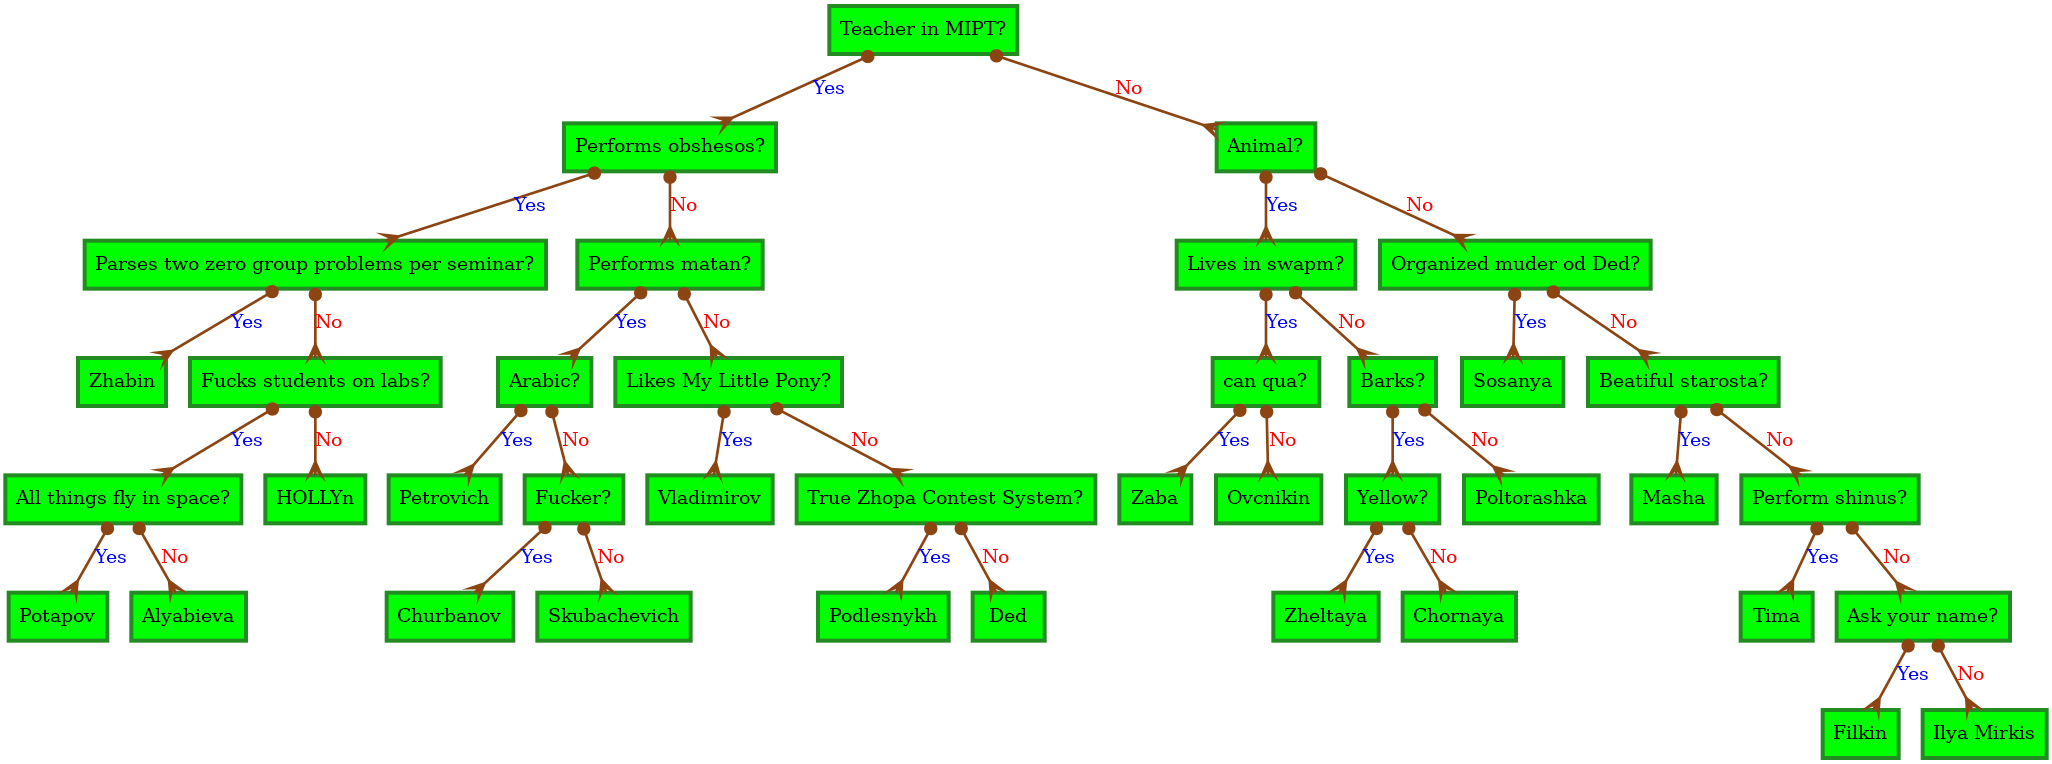 Teacher in MIPT?
Yes
No
Performs obshesos?
Animal?
Yes
No
Yes
No
Parses two zero group problems per seminar?
Performs matan?
Lives in swapm?
Organized muder od Ded?
Yes
No
Yes
No
Yes
No
Yes
No
Zhabin
Fucks students on labs?
Arabic?
Likes My Little Pony?
can qua?
Barks?
Sosanya
Beatiful starosta?
Yes
No
Yes
No
Yes
No
Yes
No
Yes
No
Yes
No
All things fly in space?
HOLLYn
Petrovich
Fucker?
Vladimirov
True Zhopa Contest System?
Zaba
Ovcnikin
Yellow?
Poltorashka
Masha
Perform shinus?
Yes
No
Yes
No
Yes
No
Yes
No
Yes
No
Potapov
Alyabieva
Churbanov
Skubachevich
Podlesnykh
Ded
Zheltaya
Chornaya
Tima
Ask your name?
Yes
No
Filkin
Ilya Mirkis